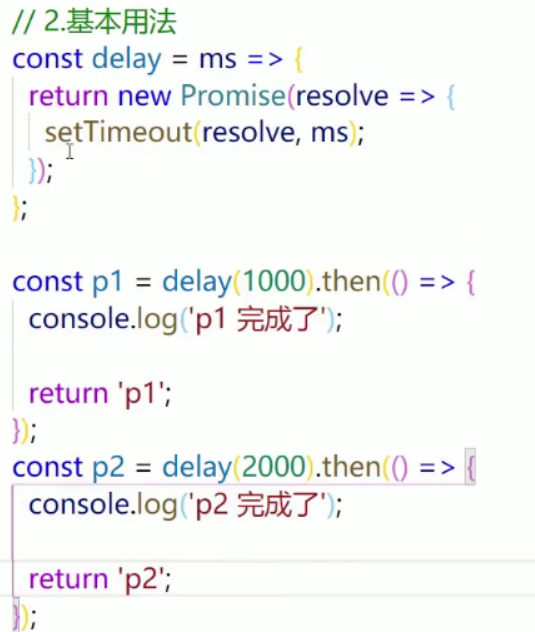 // 2.基本用法
const delay = ms => {
return new Promise(resolve => {
setTimeout(resolve, ms);
});
};
const p1 = delay(1000).then(() => {
console.log('p1 完成了');
return 'p1';
});
const p2 = delay(2000).then(() => {
console.log('p2 完成了');
return 'p2';
});